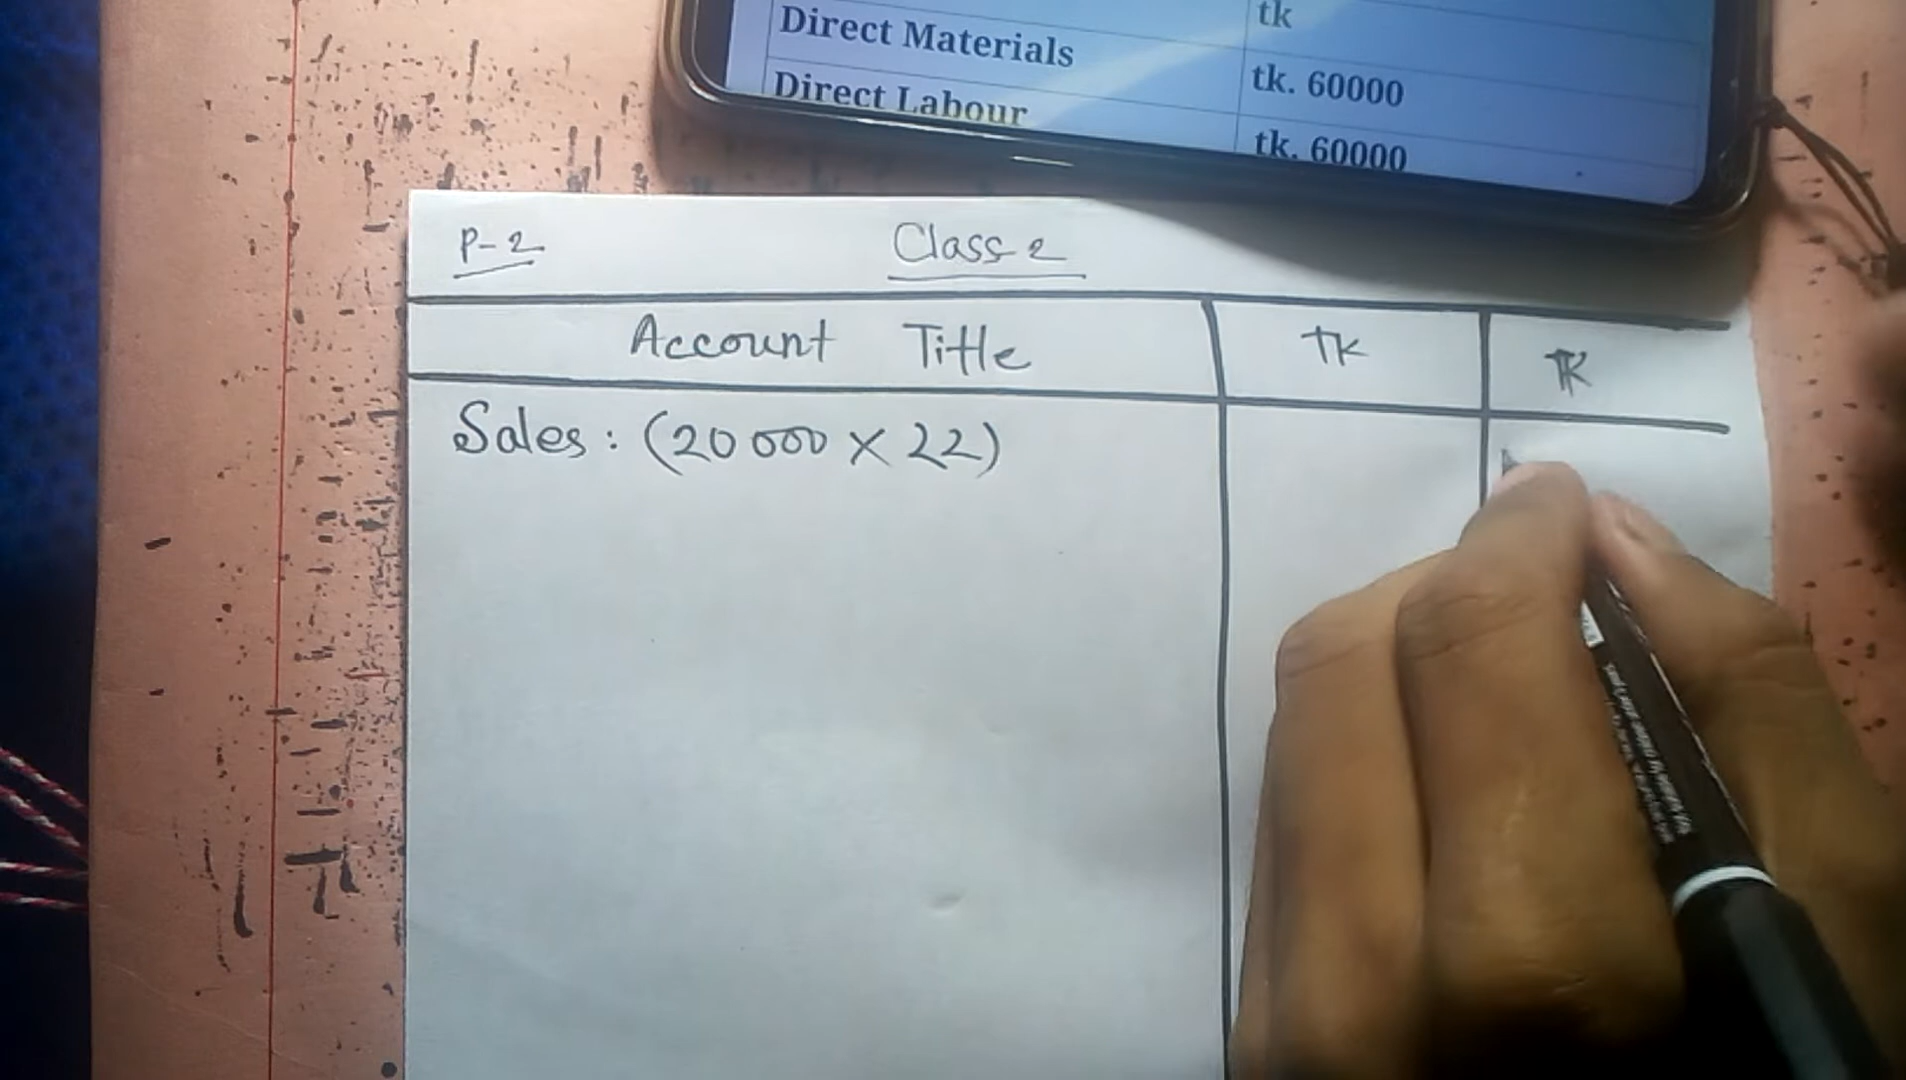 tk
Direct Materials tk. 60000
Direct Labour tk. 60000
P-2 Class 2
Account Title TK TK
Sales: (20000 × 22)